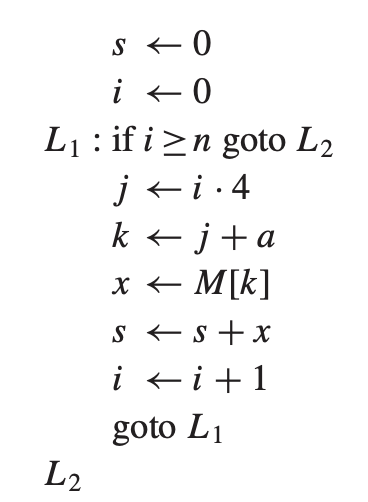 s ← 0
i ← 0
L₁ : if i ≥ n goto L₂
j ← i · 4
k ← j + a
x ← M[k]
s ← s + x
i ← i + 1
goto L₁
L₂